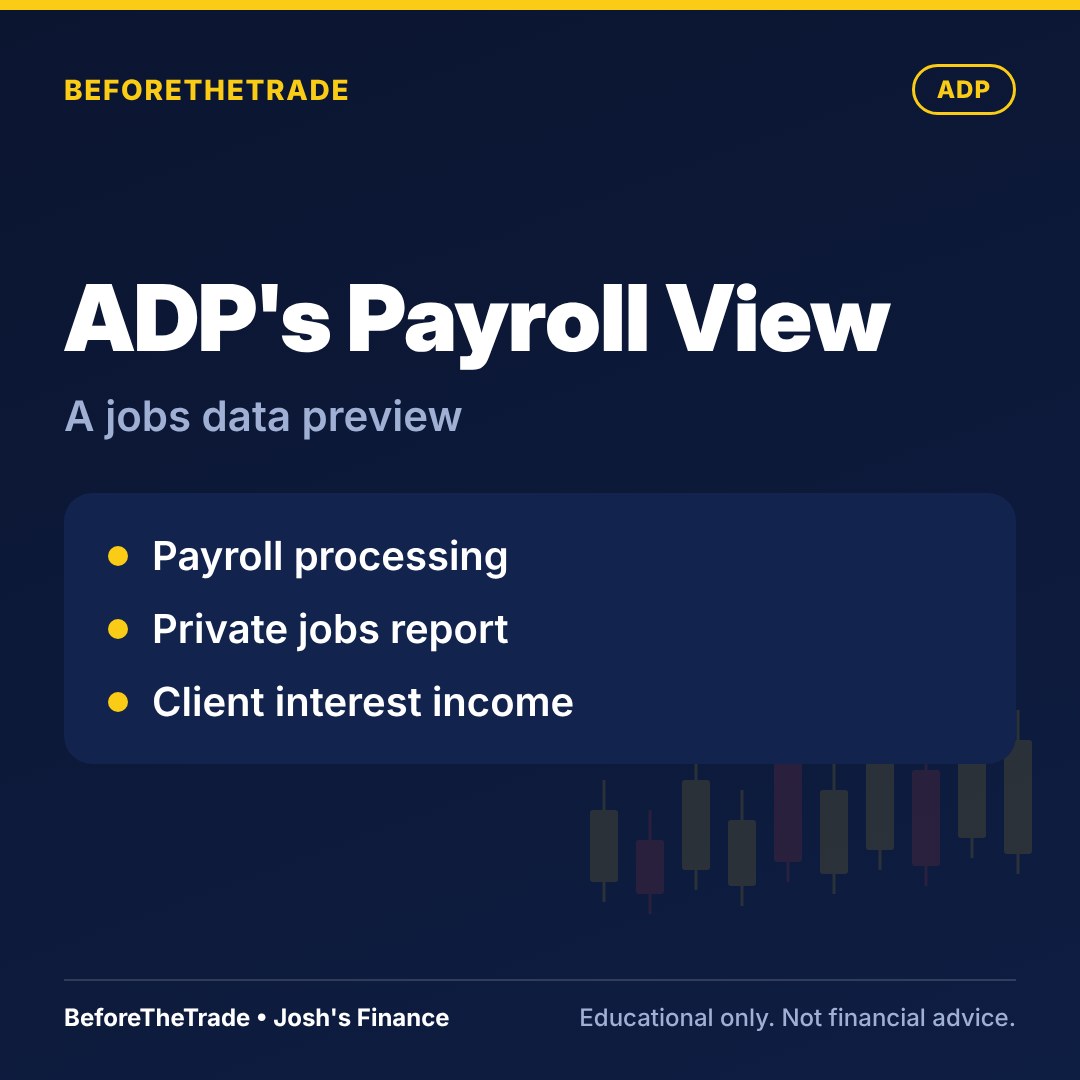 BEFORETHETRADE
ADP
ADP's Payroll View
A jobs data preview
Payroll processing
Private jobs report
Client interest income
BeforeTheTrade • Josh's Finance
Educational only. Not financial advice.